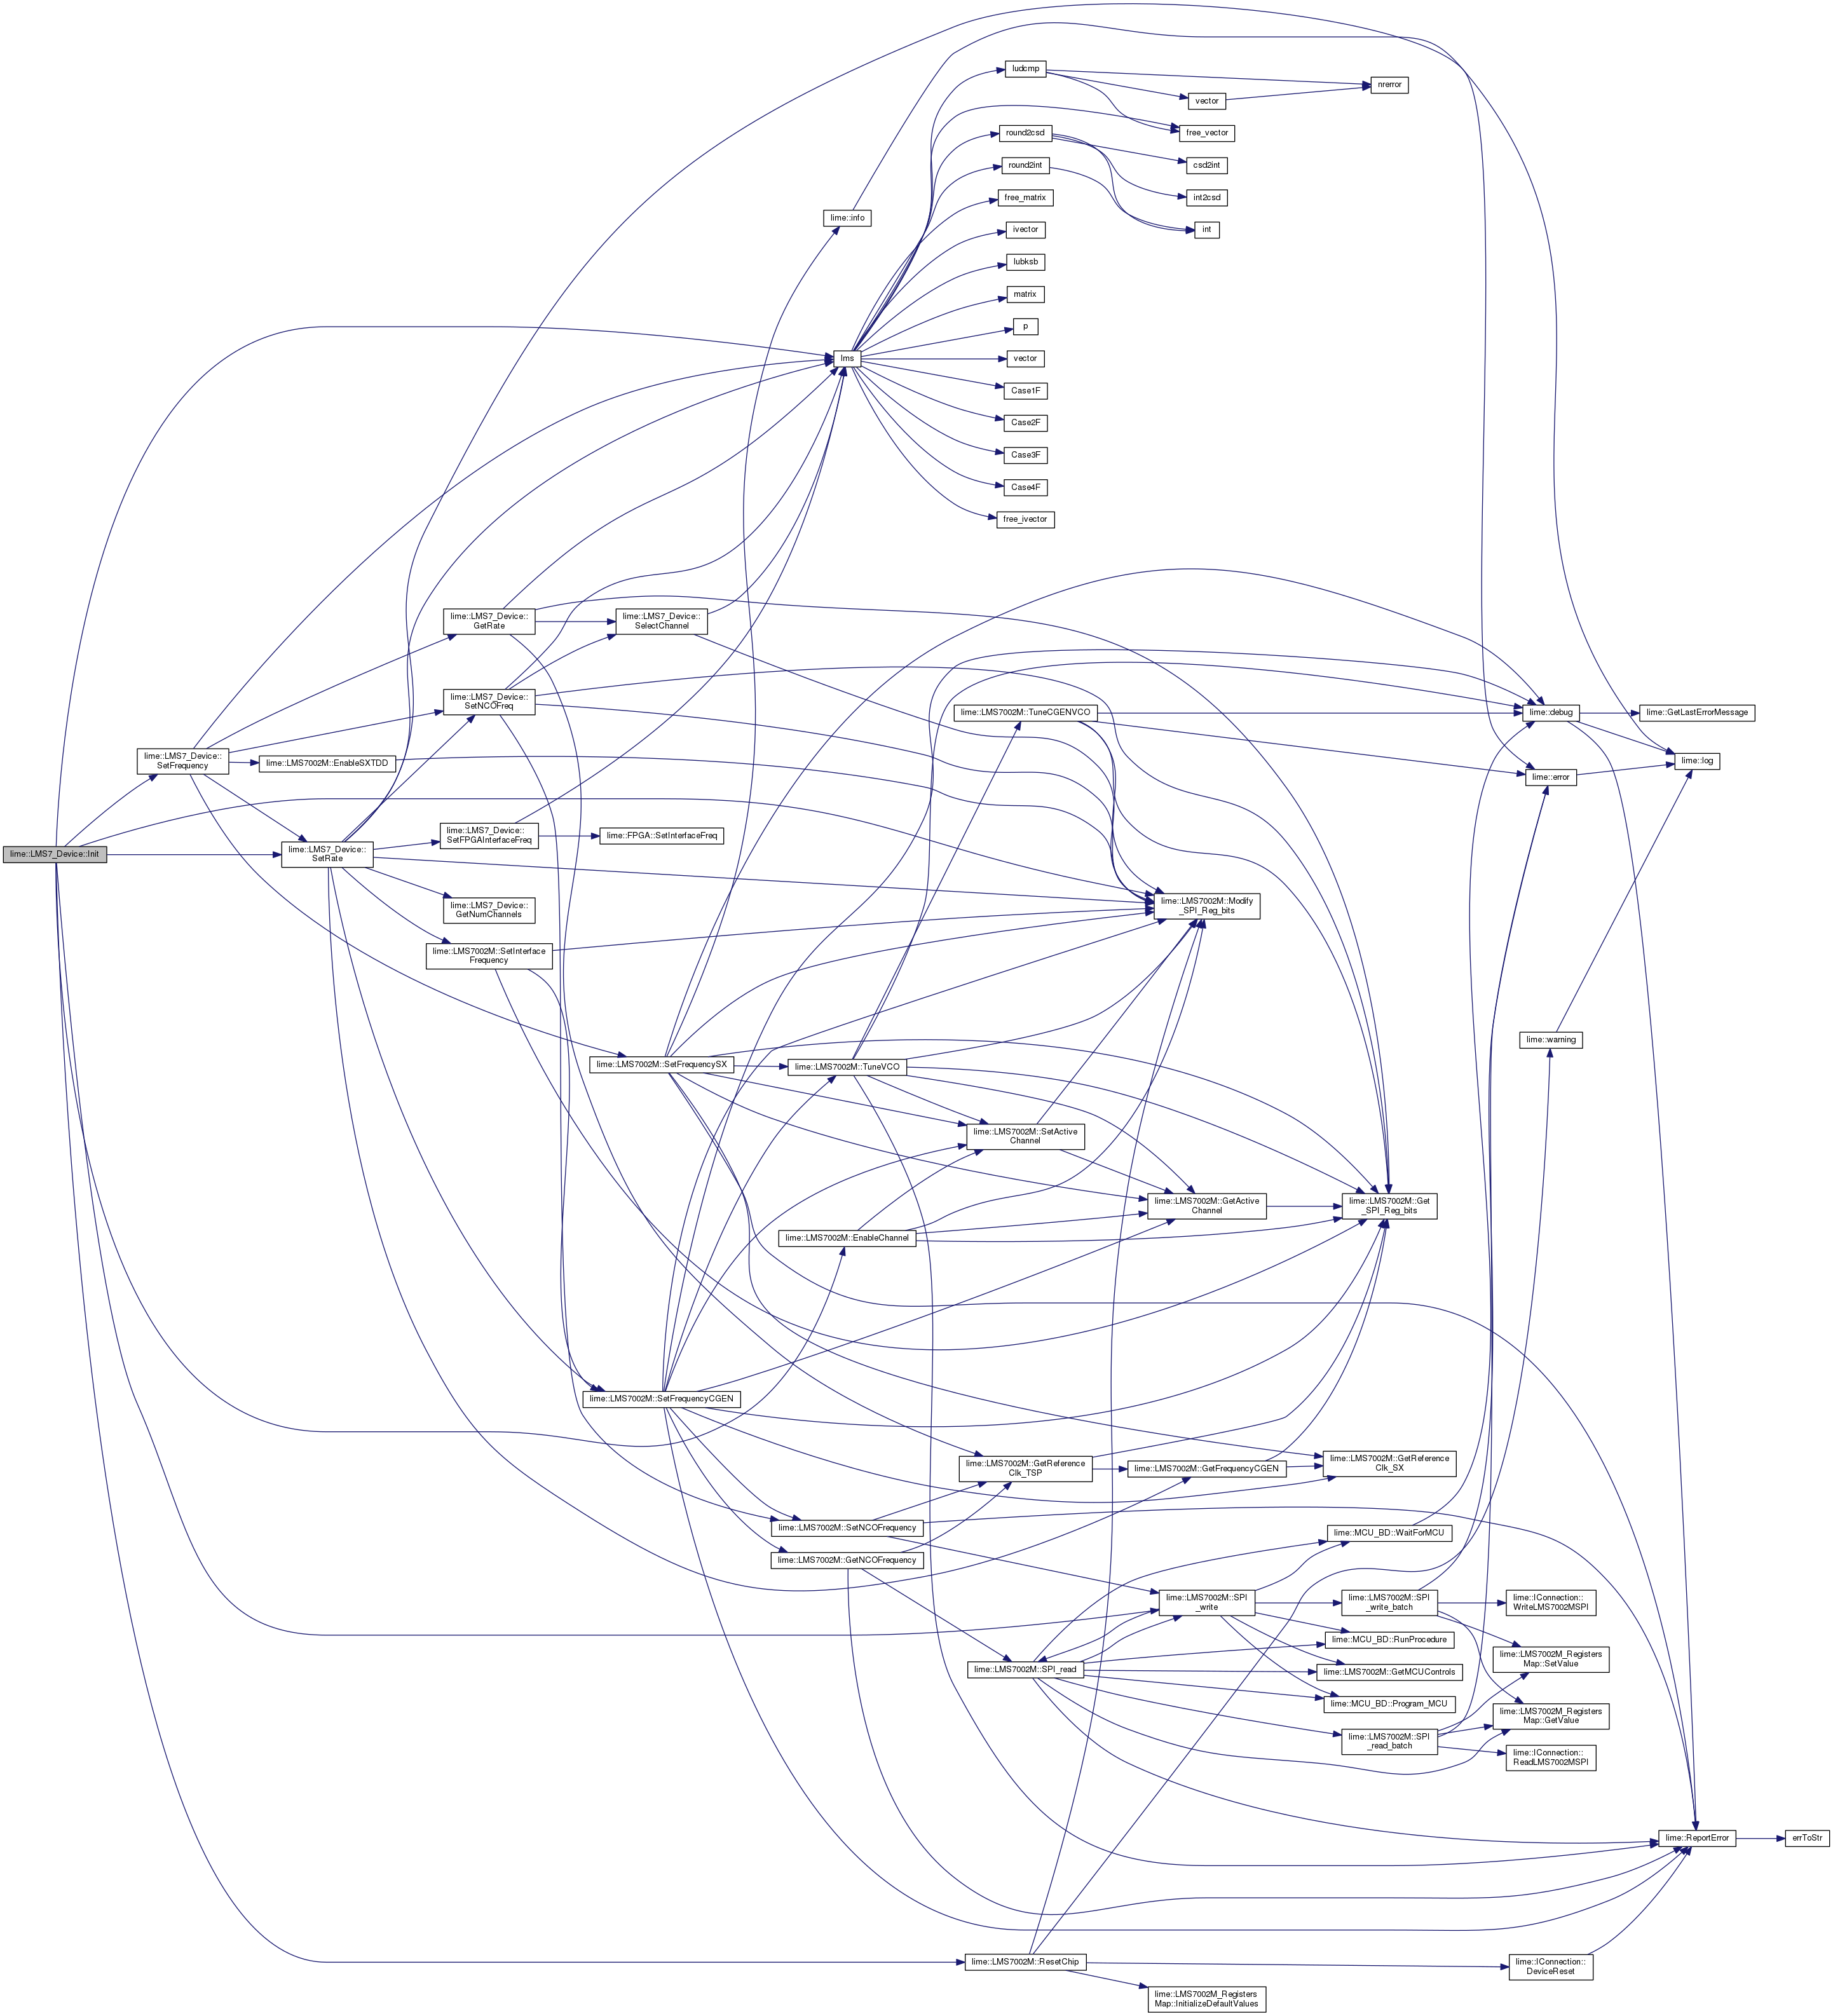 lime::LMS7_Device::Init
lime::LMS7_Device::
SetFrequency
lime::LMS7002M::EnableSXTDD
lime::LMS7_Device::
SetRate
lime::LMS7_Device::
GetRate
lime::LMS7_Device::
SetNCOFreq
lime::LMS7_Device::
SetFPGAInterfaceFreq
lime::LMS7_Device::
GetNumChannels
lime::LMS7002M::SetInterface
Frequency
lime::LMS7_Device::
SelectChannel
lime::FPGA::SetInterfaceFreq
lime::LMS7002M::SetFrequencySX
lime::LMS7002M::SetFrequencyCGEN
lime::info
lms
lime::LMS7002M::TuneVCO
lime::LMS7002M::EnableChannel
lime::LMS7002M::SetNCOFrequency
lime::LMS7002M::GetNCOFrequency
ludcmp
round2csd
round2int
free_matrix
ivector
lubksb
matrix
p
vector
Case1F
Case2F
Case3F
Case4F
free_ivector
lime::LMS7002M::TuneCGENVCO
lime::LMS7002M::SetActive
Channel
lime::LMS7002M::GetReference
Clk_TSP
lime::LMS7002M::SPI_read
lime::LMS7002M::ResetChip
vector
free_vector
csd2int
int2csd
int
lime::LMS7002M::Modify
_SPI_Reg_bits
lime::LMS7002M::GetActive
Channel
lime::LMS7002M::GetFrequencyCGEN
lime::LMS7002M::SPI
_write
lime::LMS7002M_Registers
Map::InitializeDefaultValues
nrerror
lime::LMS7002M::Get
_SPI_Reg_bits
lime::LMS7002M::GetReference
Clk_SX
lime::MCU_BD::WaitForMCU
lime::LMS7002M::SPI
_write_batch
lime::MCU_BD::RunProcedure
lime::LMS7002M::GetMCUControls
lime::MCU_BD::Program_MCU
lime::LMS7002M::SPI
_read_batch
lime::debug
lime::error
lime::warning
lime::IConnection::
WriteLMS7002MSPI
lime::LMS7002M_Registers
Map::SetValue
lime::LMS7002M_Registers
Map::GetValue
lime::IConnection::
ReadLMS7002MSPI
lime::IConnection::
DeviceReset
lime::GetLastErrorMessage
lime::log
lime::ReportError
errToStr